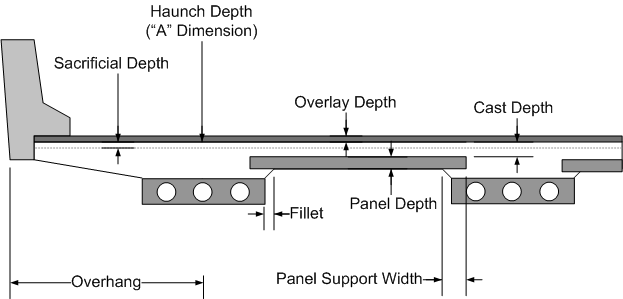 Haunch Depth
(“A” Dimension)
Sacrificial Depth
Overlay Depth
Cast Depth
Panel Depth
Fillet
Overhang
Panel Support Width